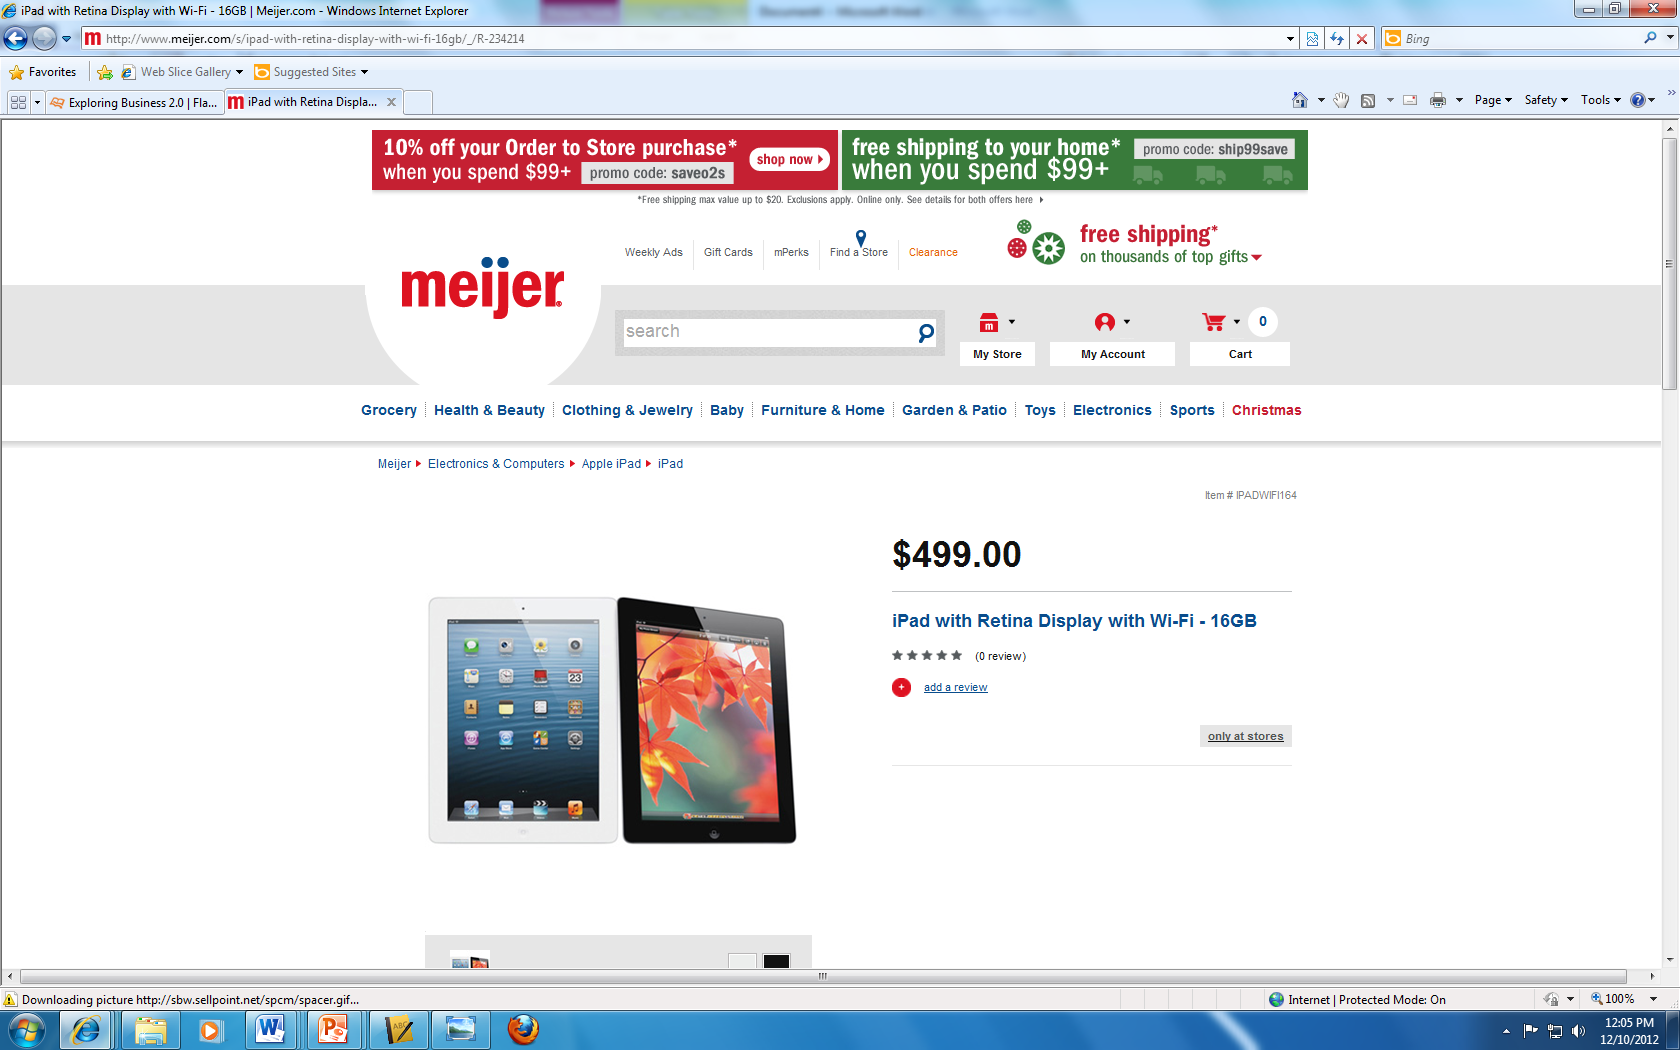 iPad with Retina Display with Wi-Fi - 16GB | Meijer.com - Windows Internet Explorer
http://www.meijer.com/s/ipad-with-retina-display-with-wi-fi-16gb/_/R-234214
Bing
Favorites Web Slice Gallery Suggested Sites
Exploring Business 2.0 | Fla... iPad with Retina Displa... Page Safety Tools
10% off your Order to Store purchase*
when you spend $99+ promo code: saveo2s
shop now
free shipping to your home*
when you spend $99+
promo code: ship99save
*Free shipping max value up to $20. Exclusions apply. Online only. See details for both offers here
Weekly Ads Gift Cards mPerks Find a Store Clearance
free shipping*
on thousands of top gifts
meijer
search
0
My Store My Account Cart
Grocery Health & Beauty Clothing & Jewelry Baby Furniture & Home Garden & Patio Toys Electronics Sports Christmas
Meijer Electronics & Computers Apple iPad iPad
Item # IPADWIFI164
$499.00
iPad with Retina Display with Wi-Fi - 16GB
(0 review)
add a review
only at stores
23
Downloading picture http://sbw.sellpoint.net/spcm/spacer.gif... Internet | Protected Mode: On 100%
12:05 PM
12/10/2012